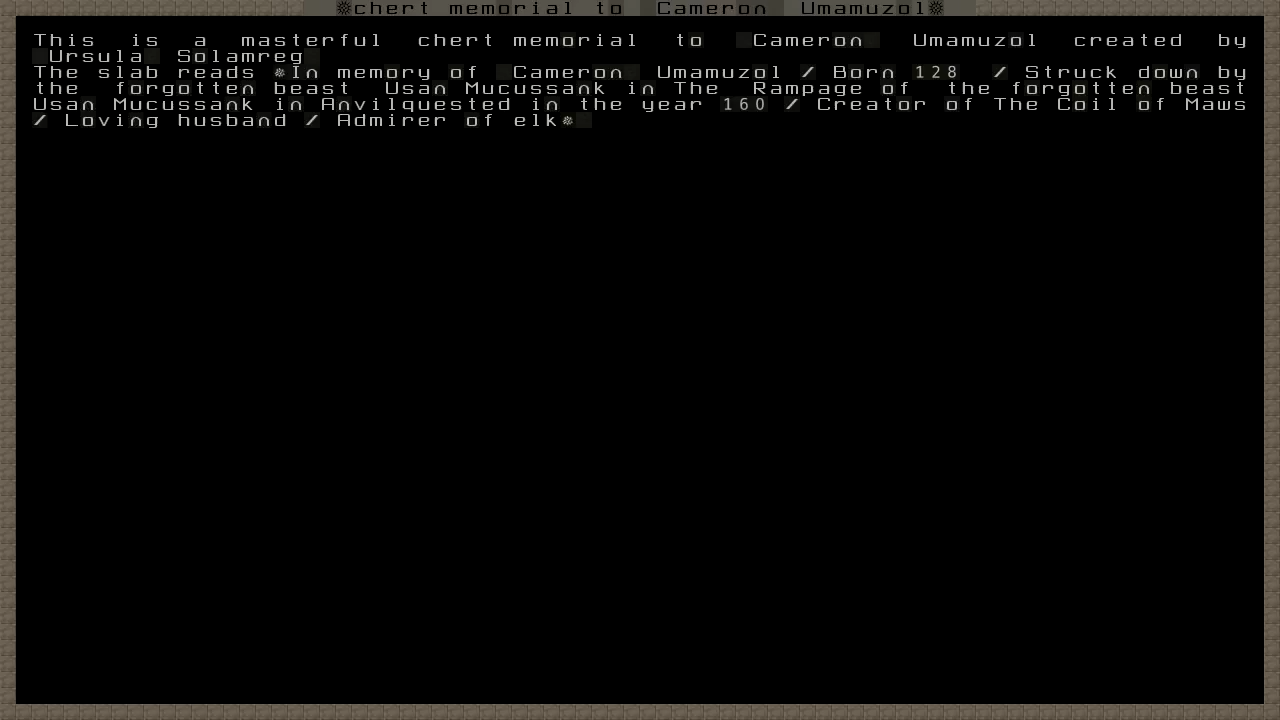 ☼chert memorial to Cameron Umamuzol☼
This is a masterful chert memorial to Cameron Umamuzol created by
Ursula Solamreg
The slab reads ☼In memory of Cameron Umamuzol / Born 128 / Struck down by
the forgotten beast Usan Mucussank in The Rampage of the forgotten beast
Usan Mucussank in Anvilquested in the year 160 / Creator of The Coil of Maws
/ Loving husband / Admirer of elk☼